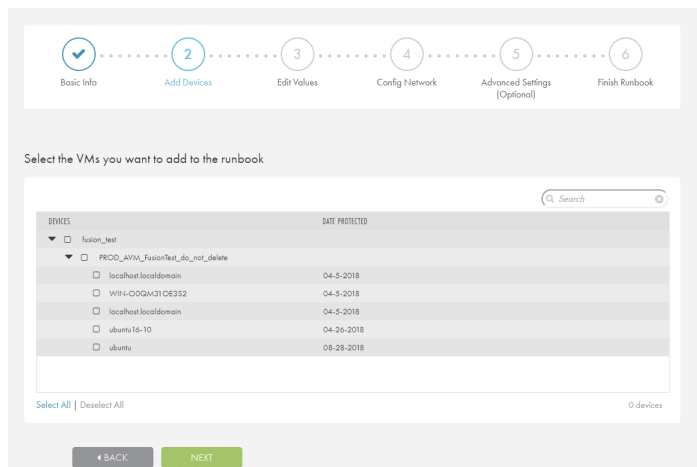 2 3 4 5 6
Basic Info Add Devices Edit Values Config Network Advanced Settings Finish Runbook
(Optional)
Select the VMs you want to add to the runbook
Search
DEVICES DATE PROTECTED
fusion_test
PROD_AVM_FusionTest_do_not_delete
localhost.localdomain 04-5-2018
WIN-O0QM31OE3S2 04-5-2018
localhost.localdomain 04-5-2018
ubuntu16-10 04-26-2018
ubuntu 08-28-2018
Select All | Deselect All 0 devices
BACK NEXT